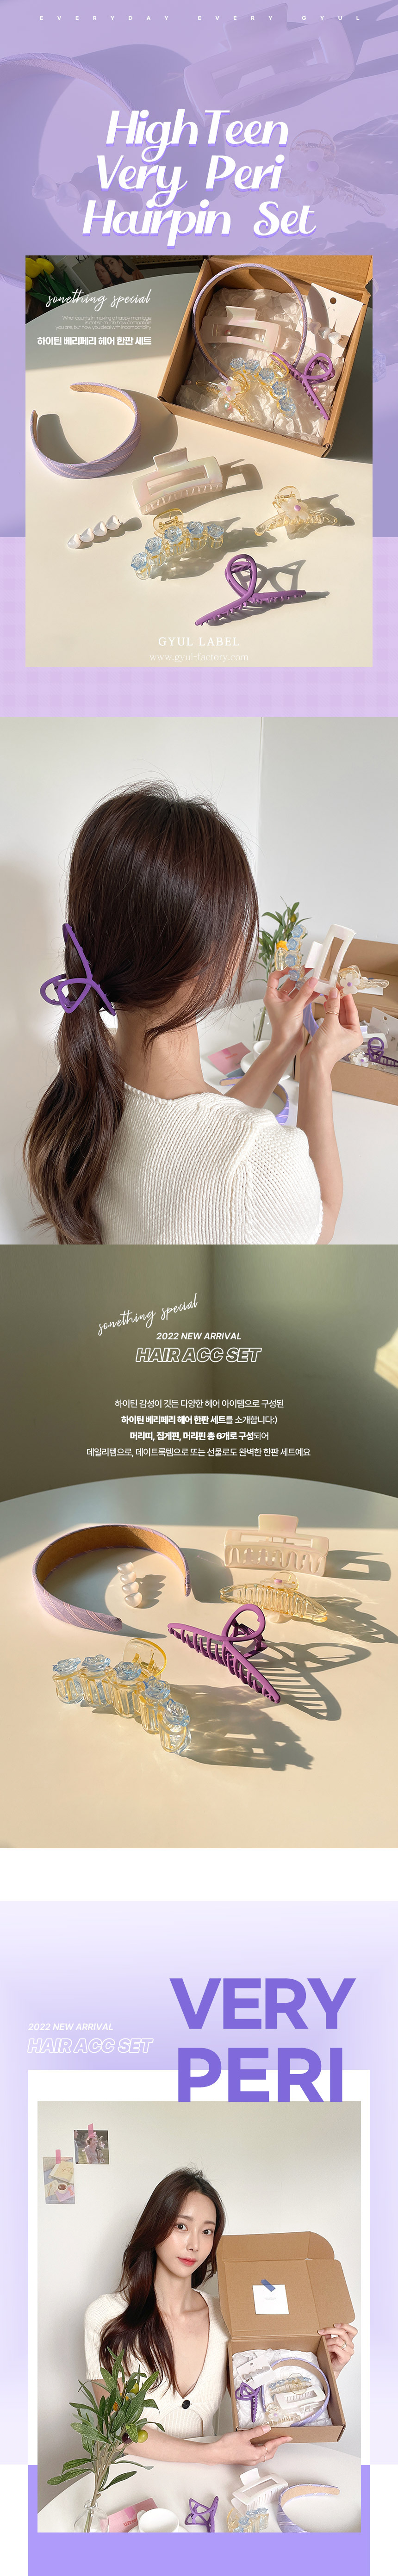 EVERYDAY EVERY GYUL
High Teen
Very Peri
Hairpin Set
something special
하이틴 베리페리 헤어 한판 세트
GYUL LABEL
www.gyul-factory.com
something special
2022 NEW ARRIVAL
HAIR ACC SET
하이틴 감성이 깃든 다양한 헤어 아이템으로 구성된
하이틴 베리페리 헤어 한판 세트를 소개합니다:)
머리띠, 집게핀, 머리핀 총 6개로 구성되어
데일리템으로, 데이트룩템으로 또는 선물로도 완벽한 한판 세트예요
VERY
PERI
2022 NEW ARRIVAL
HAIR ACC SET